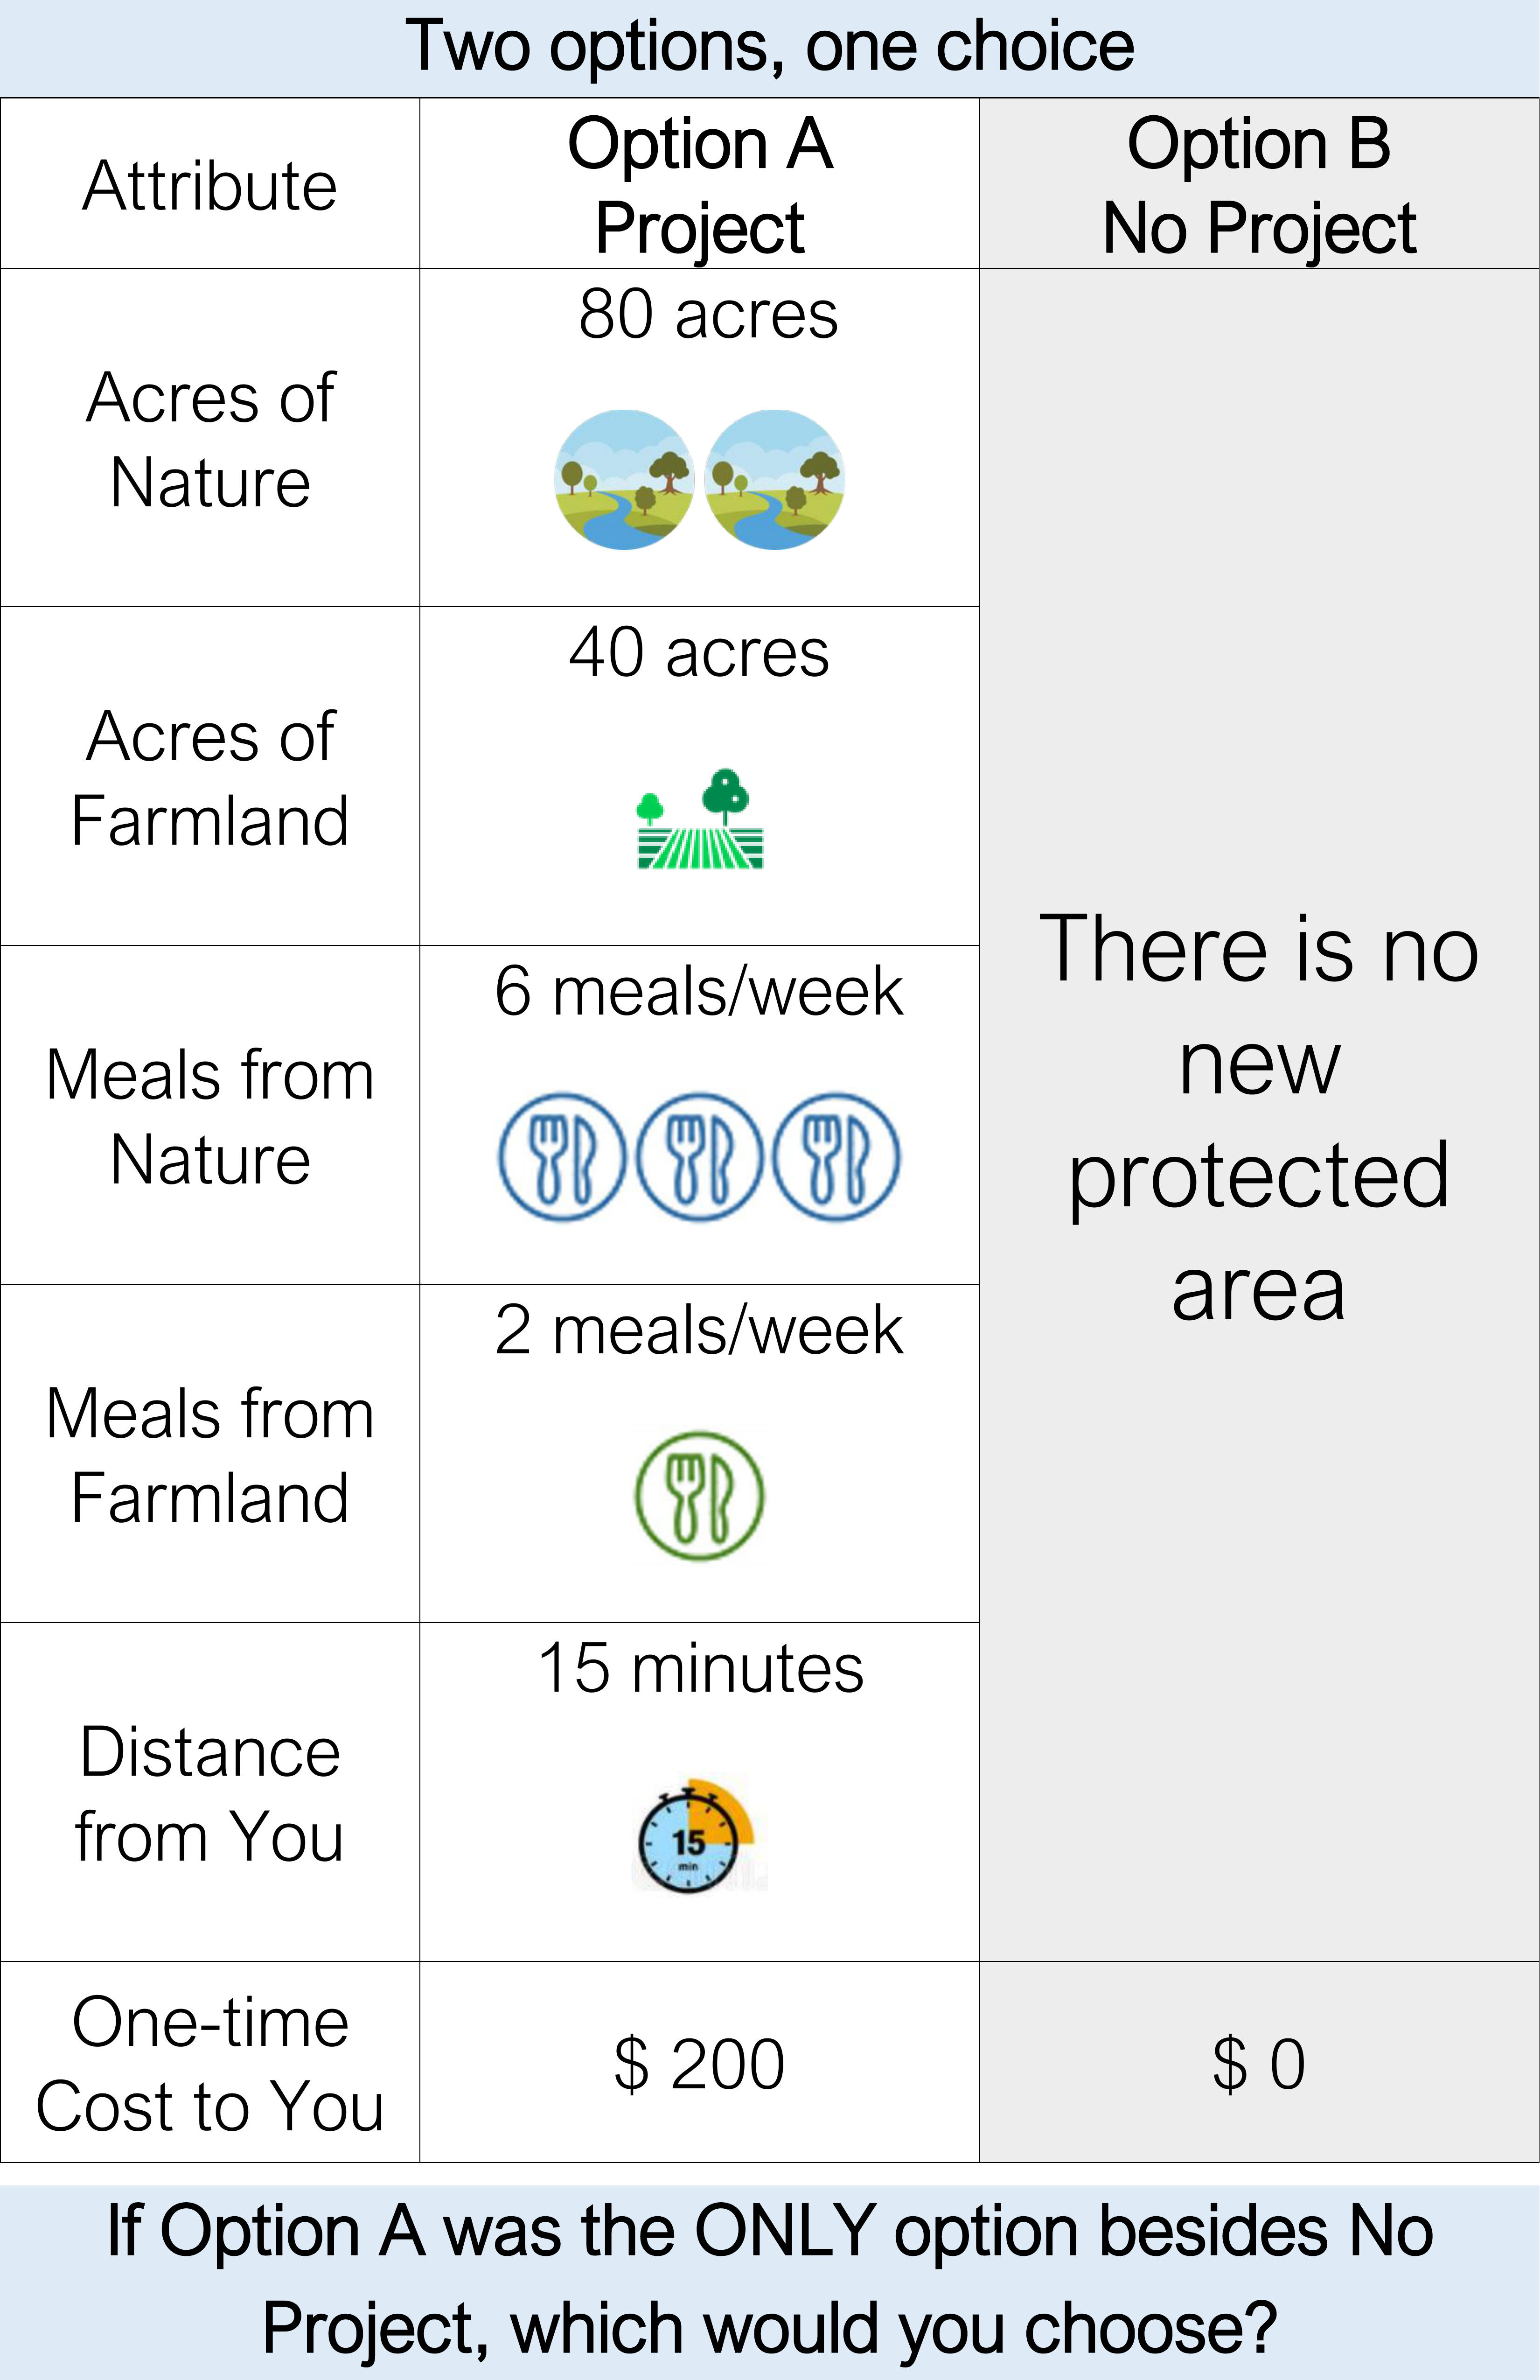 Two options, one choice
Attribute
Option A
Project
Option B
No Project
Acres of
Nature
80 acres
Acres of
Farmland
40 acres
Meals from
Nature
6 meals/week
Meals from
Farmland
2 meals/week
Distance
from You
15 minutes
15
min
There is no
new
protected
area
One-time
Cost to You
$ 200
$ 0
If Option A was the ONLY option besides No
Project, which would you choose?